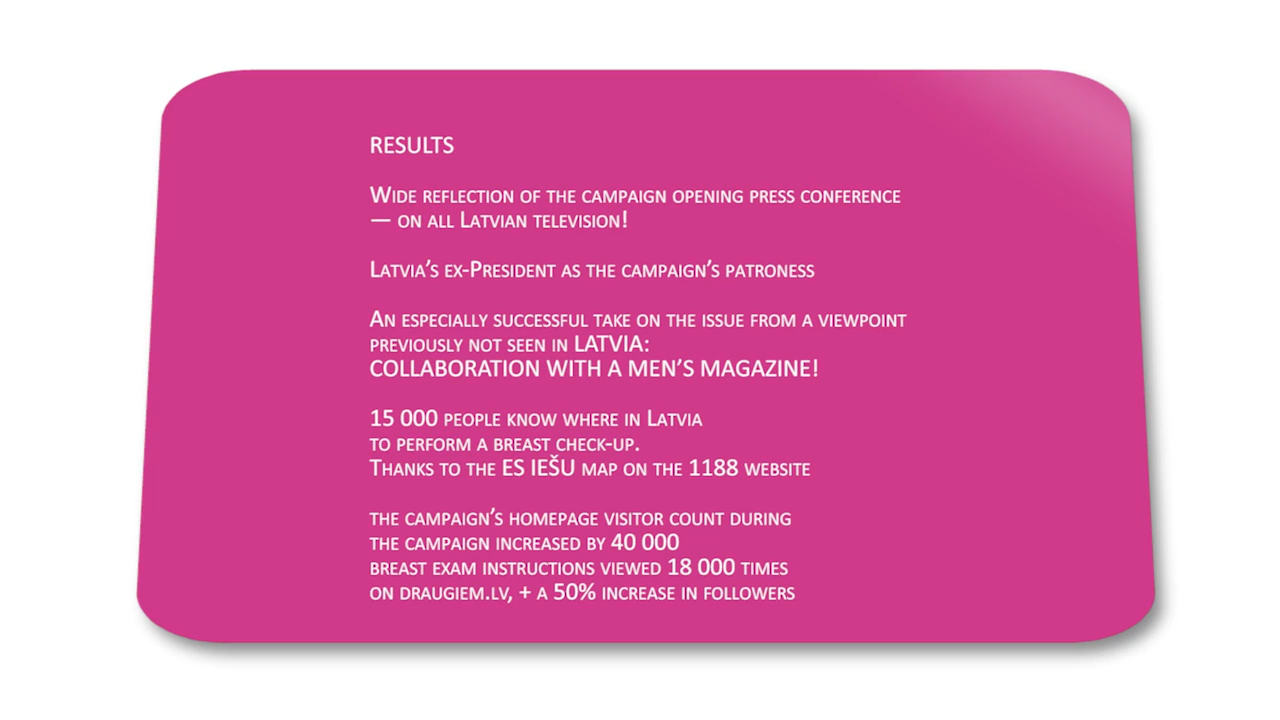 RESULTS
Wide reflection of the campaign opening press conference
— on all Latvian television!
Latvia's ex-President as the campaign's patroness
An especially successful take on the issue from a viewpoint
previously not seen in LATVIA:
COLLABORATION WITH A MEN'S MAGAZINE!
15 000 people know where in Latvia
to perform a breast check-up.
Thanks to the ES IEŠU map on the 1188 website
the campaign's homepage visitor count during
the campaign increased by 40 000
breast exam instructions viewed 18 000 times
on draugiem.lv, + a 50% increase in followers